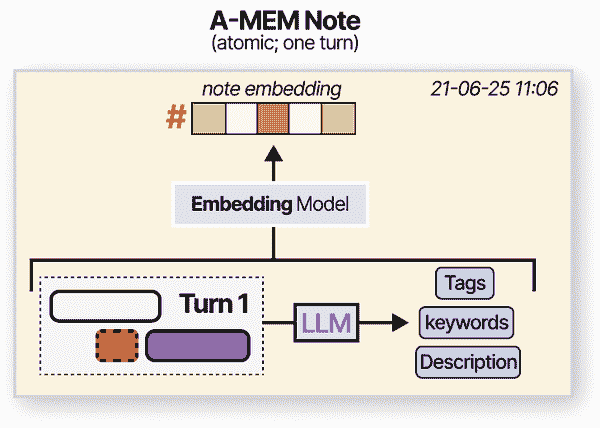 A-MEM Note
(atomic; one turn)
note embedding
21-06-25 11:06
#
Embedding Model
Turn 1
LLM
Tags
keywords
Description